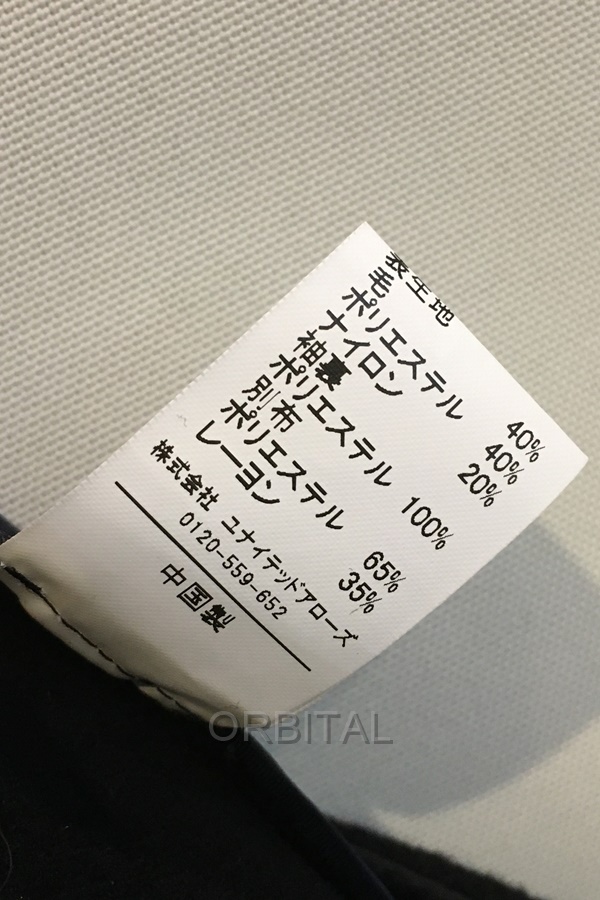 表生地
毛 40%
ポリエステル 40%
ナイロン 20%
袖裏
ポリエステル 100%
別布
ポリエステル 65%
レーヨン 35%
株式会社 ユナイテッドアローズ
0120-559-652
中国製
ORBITAL